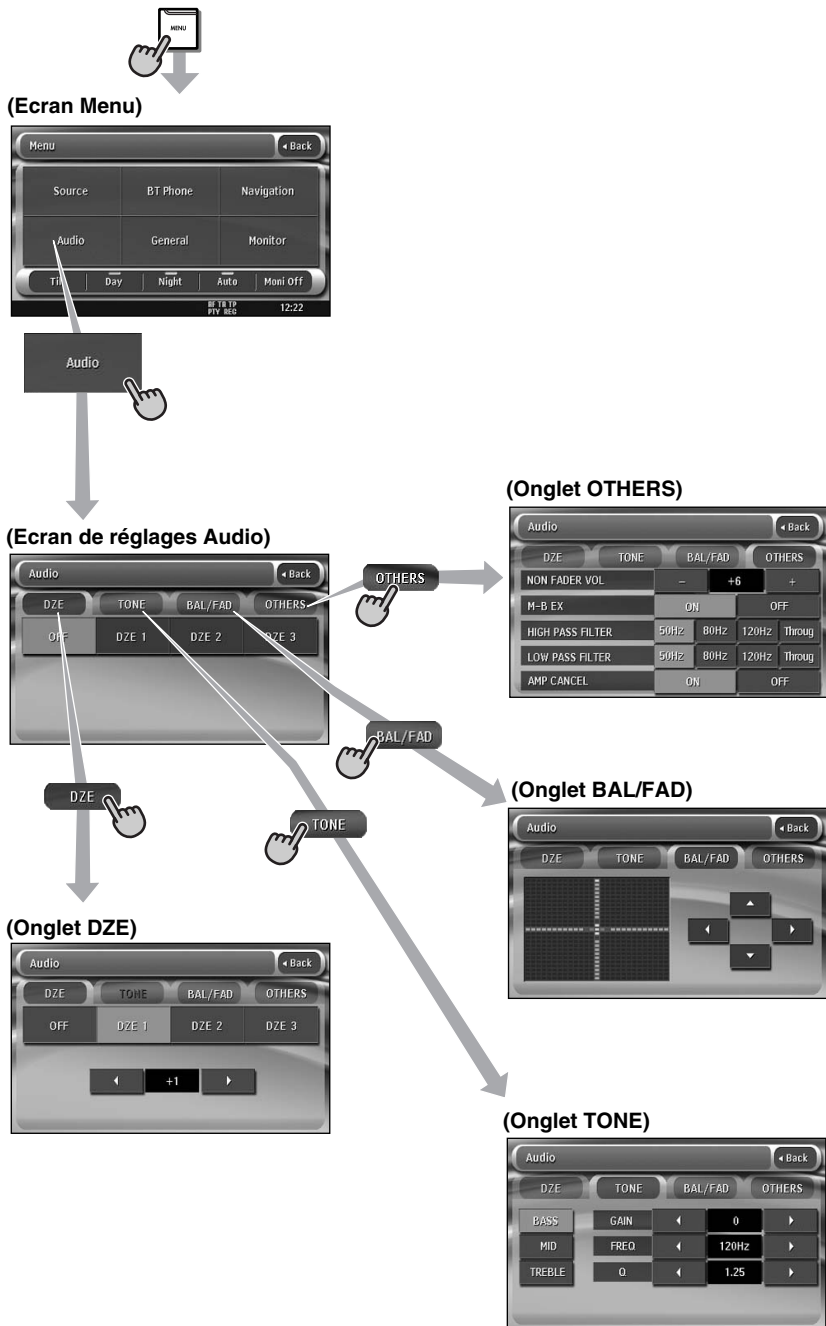 MENU
(Ecran Menu)
Menu
Back
Source BT Phone Navigation
Audio General Monitor
Day Night Auto Moni Off
RF TA TP
PTY REG
12:22
Audio
(Ecran de réglages Audio)
Audio
Back
DZE TONE BAL/FAD OTHERS
OFF DZE 1 DZE 2 DZE 3
OTHERS
(Onglet OTHERS)
Audio
Back
DZE TONE BAL/FAD OTHERS
NON FADER VOL – +6 +
M-B EX ON OFF
HIGH PASS FILTER 50Hz 80Hz 120Hz Throug
LOW PASS FILTER 50Hz 80Hz 120Hz Throug
AMP CANCEL ON OFF
BAL/FAD
(Onglet BAL/FAD)
Audio
Back
DZE TONE BAL/FAD OTHERS
DZE
TONE
(Onglet DZE)
Audio
Back
DZE TONE BAL/FAD OTHERS
OFF DZE 1 DZE 2 DZE 3
+1
(Onglet TONE)
Audio
Back
DZE TONE BAL/FAD OTHERS
BASS GAIN 0
MID FREQ 120Hz
TREBLE Q 1.25